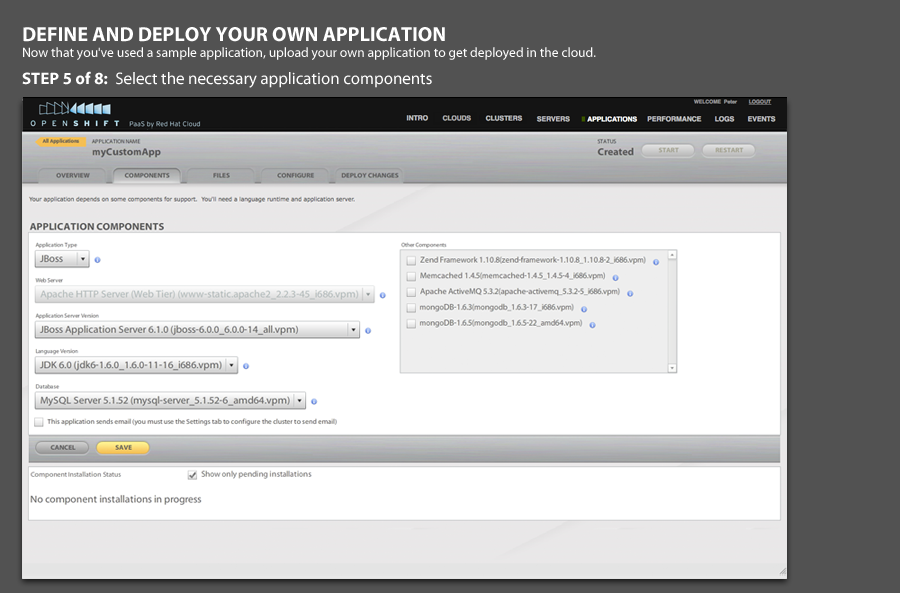 DEFINE AND DEPLOY YOUR OWN APPLICATION
Now that you've used a sample application, upload your own application to get deployed in the cloud.
STEP 5 of 8: Select the necessary application components
WELCOME Peter LOGOUT
OPENSHIFT PaaS by Red Hat Cloud
INTRO CLOUDS CLUSTERS SERVERS APPLICATIONS PERFORMANCE LOGS EVENTS
All Applications APPLICATION NAME STATUS
myCustomApp Created START RESTART
OVERVIEW COMPONENTS FILES CONFIGURE DEPLOY CHANGES
Your application depends on some components for support. You'll need a language runtime and application server.
APPLICATION COMPONENTS
Application Type
JBoss
Web Server
Apache HTTP Server (Web Tier) (www-static.apache2_2.2.3-45_i686.vpm)
Application Server Version
JBoss Application Server 6.1.0 (jboss-6.0.0_6.0.0-14_all.vpm)
Language Version
JDK 6.0 (jdk6-1.6.0_1.6.0-11-16_i686.vpm)
Database
MySQL Server 5.1.52 (mysql-server_5.1.52-6_amd64.vpm)
This application sends email (you must use the Settings tab to configure the cluster to send email)
Other Components
Zend Framework 1.10.8(zend-framework-1.10.8_1.10.8-2_i686.vpm)
Memcached 1.4.5(memcached-1.4.5_1.4.5-4_i686.vpm)
Apache ActiveMQ 5.3.2(apache-activemq_5.3.2-5_i686.vpm)
mongoDB-1.6.3(mongodb_1.6.3-17_i686.vpm)
mongoDB-1.6.5(mongodb_1.6.5-22_amd64.vpm)
CANCEL SAVE
Component Installation Status Show only pending installations
No component installations in progress